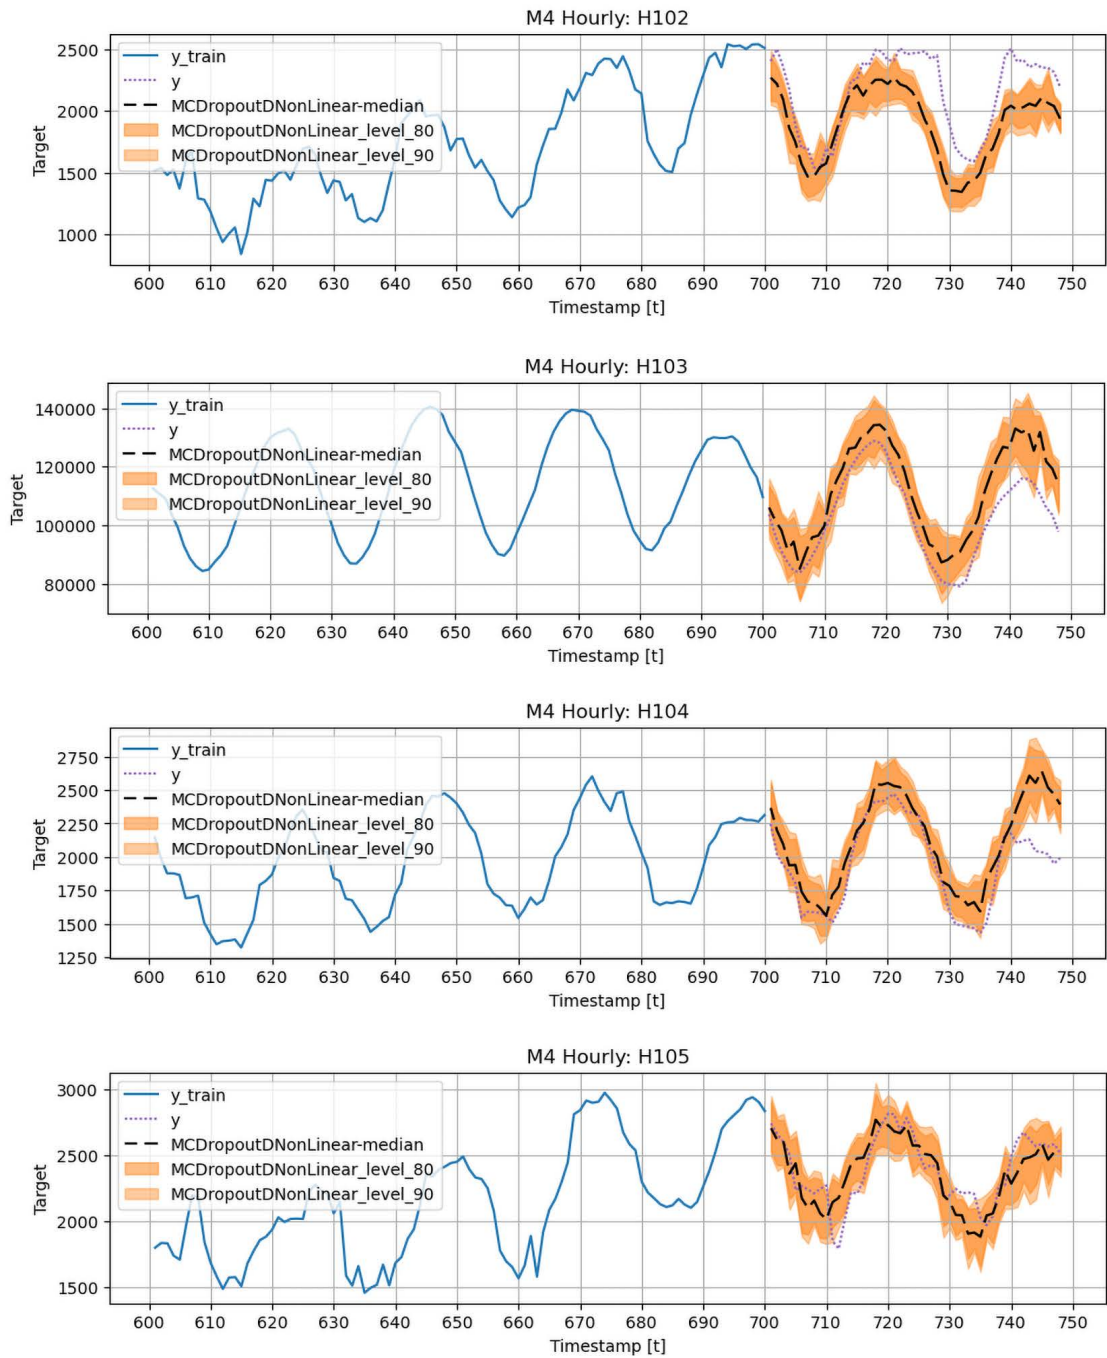 M4 Hourly: H102
2500
2000
1500
1000
Target
y_train
y
MCDropoutDNonLinear-median
MCDropoutDNonLinear_level_80
MCDropoutDNonLinear_level_90
600 610 620 630 640 650 660 670 680 690 700 710 720 730 740 750
Timestamp [t]
M4 Hourly: H103
140000
120000
100000
80000
Target
y_train
y
MCDropoutDNonLinear-median
MCDropoutDNonLinear_level_80
MCDropoutDNonLinear_level_90
600 610 620 630 640 650 660 670 680 690 700 710 720 730 740 750
Timestamp [t]
M4 Hourly: H104
2750
2500
2250
2000
1750
1500
1250
Target
y_train
y
MCDropoutDNonLinear-median
MCDropoutDNonLinear_level_80
MCDropoutDNonLinear_level_90
600 610 620 630 640 650 660 670 680 690 700 710 720 730 740 750
Timestamp [t]
M4 Hourly: H105
3000
2500
2000
1500
Target
y_train
y
MCDropoutDNonLinear-median
MCDropoutDNonLinear_level_80
MCDropoutDNonLinear_level_90
600 610 620 630 640 650 660 670 680 690 700 710 720 730 740 750
Timestamp [t]